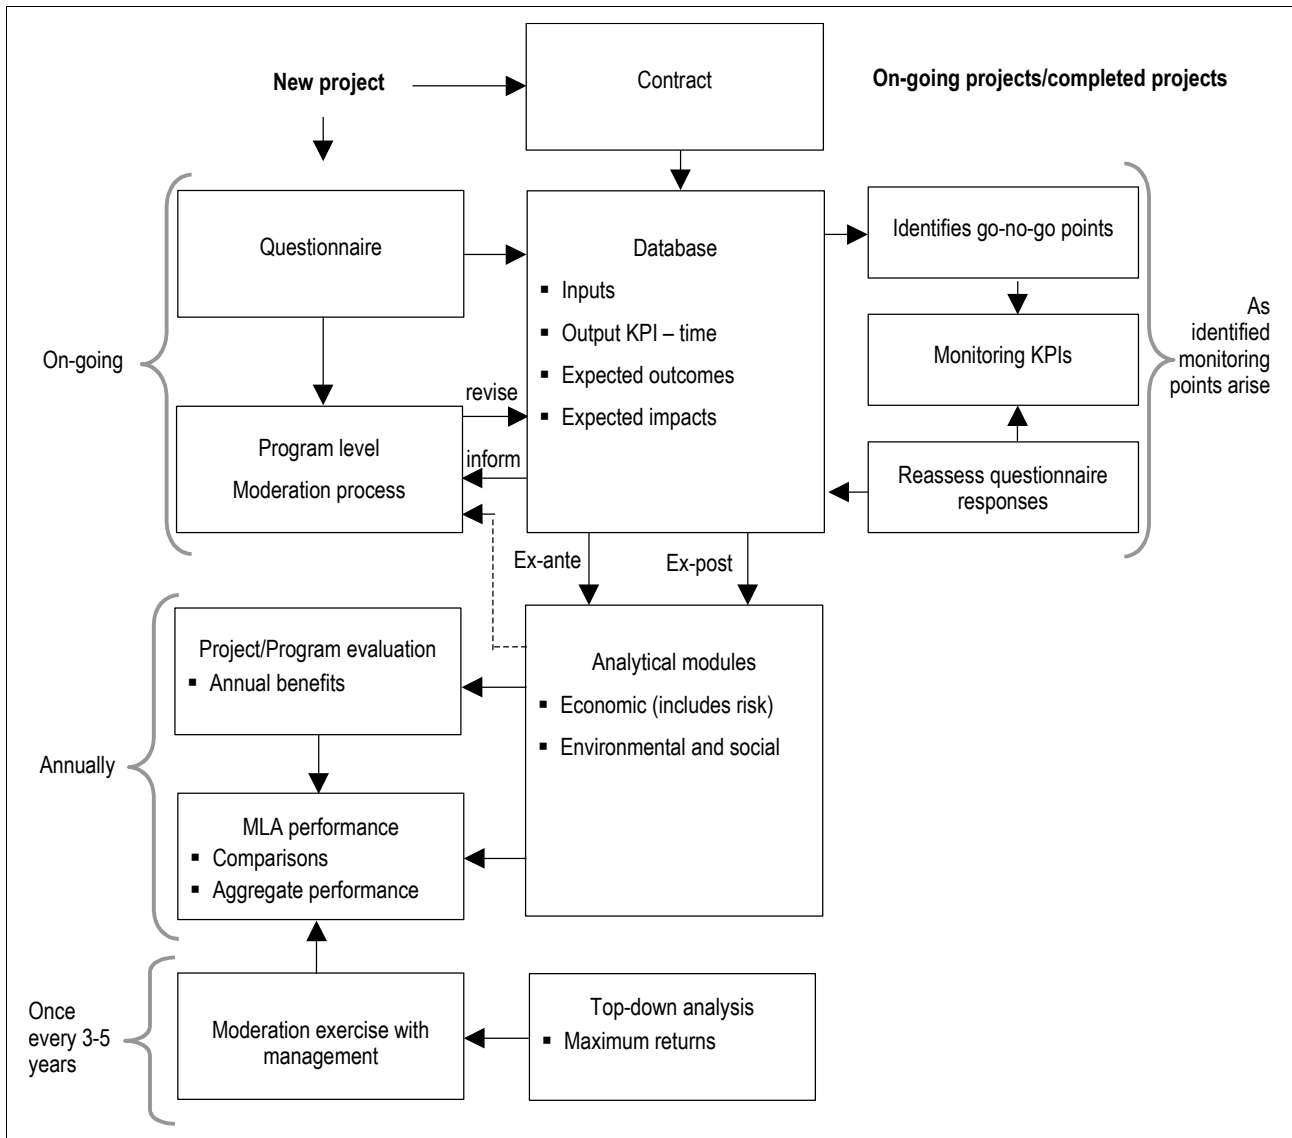 New project
Contract
On-going projects/completed projects
Questionnaire
Database
▪ Inputs
▪ Output KPI – time
▪ Expected outcomes
▪ Expected impacts
Identifies go-no-go points
Monitoring KPIs
Reassess questionnaire
responses
As
identified
monitoring
points arise
On-going
Program level
Moderation process
revise
inform
Ex-ante
Ex-post
Project/Program evaluation
▪ Annual benefits
Analytical modules
▪ Economic (includes risk)
▪ Environmental and social
Annually
MLA performance
▪ Comparisons
▪ Aggregate performance
Once
every 3-5
years
Moderation exercise with
management
Top-down analysis
▪ Maximum returns